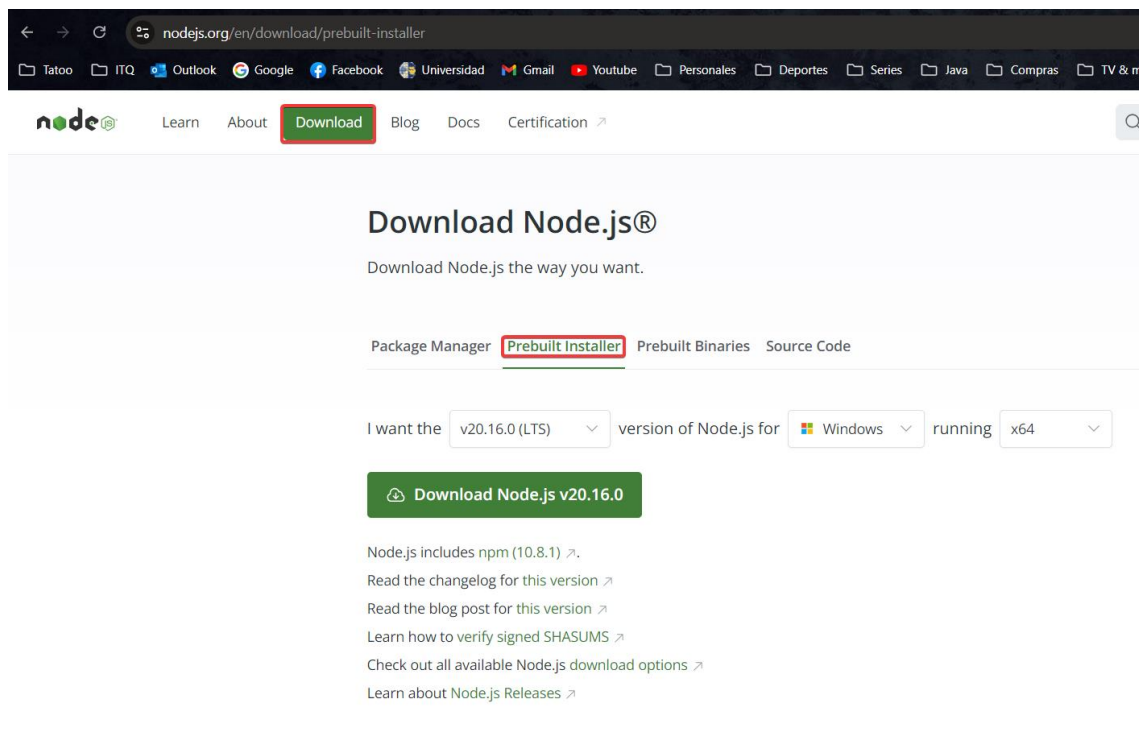 nodejs.org/en/download/prebuilt-installer
Tatoo ITQ Outlook Google Facebook Universidad Gmail Youtube Personales Deportes Series Java Compras TV & m
node JS Learn About Download Blog Docs Certification
Download Node.js®
Download Node.js the way you want.
Package Manager Prebuilt Installer Prebuilt Binaries Source Code
I want the v20.16.0 (LTS) version of Node.js for Windows running x64
Download Node.js v20.16.0
Node.js includes npm (10.8.1).
Read the changelog for this version
Read the blog post for this version
Learn how to verify signed SHASUMS
Check out all available Node.js download options
Learn about Node.js Releases